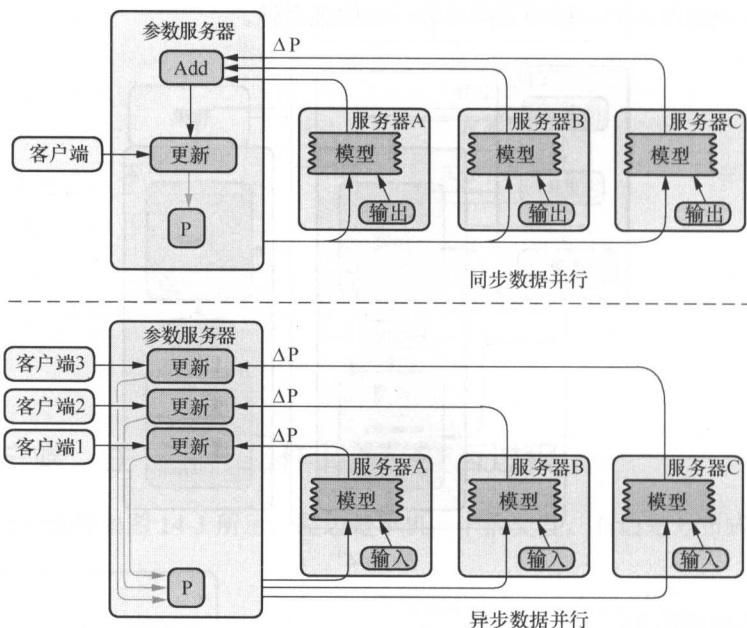 参数服务器
ΔP
Add
服务器A
服务器B
服务器C
客户端
更新
模型
模型
模型
P
输出
输出
输出
同步数据并行
参数服务器
客户端3
更新
ΔP
客户端2
更新
ΔP
客户端1
更新
ΔP
服务器A
服务器B
服务器C
模型
模型
模型
P
输入
输入
输入
异步数据并行